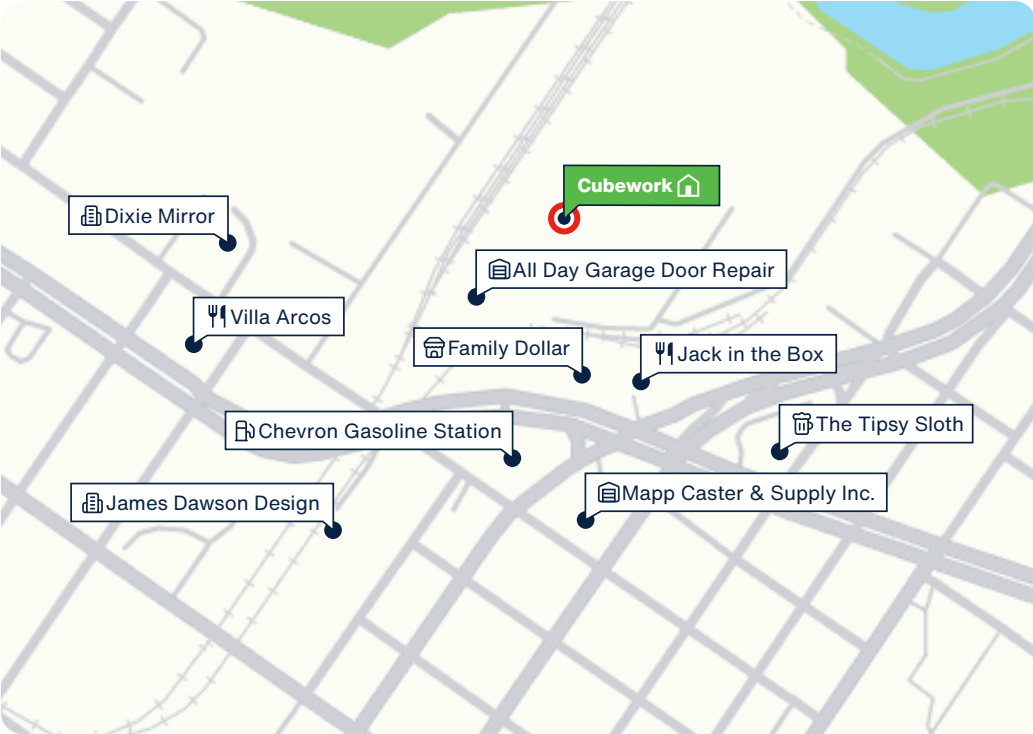 Cubework
Dixie Mirror
All Day Garage Door Repair
Villa Arcos
Family Dollar
Jack in the Box
Chevron Gasoline Station
The Tipsy Sloth
James Dawson Design
Mapp Caster & Supply Inc.